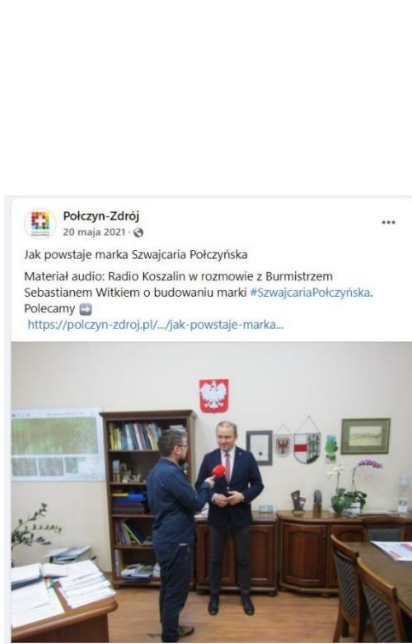 Połczyn-Zdrój
20 maja 2021 ·
Jak powstaje marka Szwajcaria Połczyńska
Materiał audio: Radio Koszalin w rozmowie z Burmistrzem
Sebastianem Witkiem o budowaniu marki #SzwajcariaPołczyńska.
Polecamy ➡
https://polczyn-zdroj.pl/.../jak-powstaje-marka...